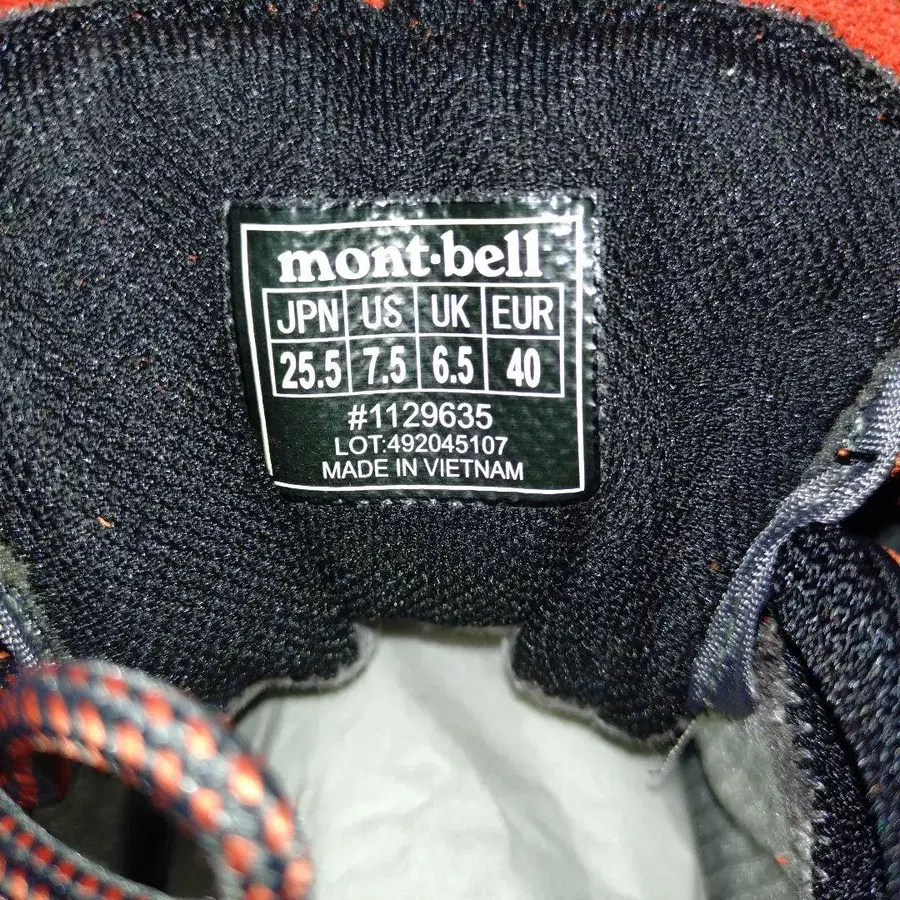 mont·bell
JPN US UK EUR
25.5 7.5 6.5 40
#1129635
LOT:492045107
MADE IN VIETNAM